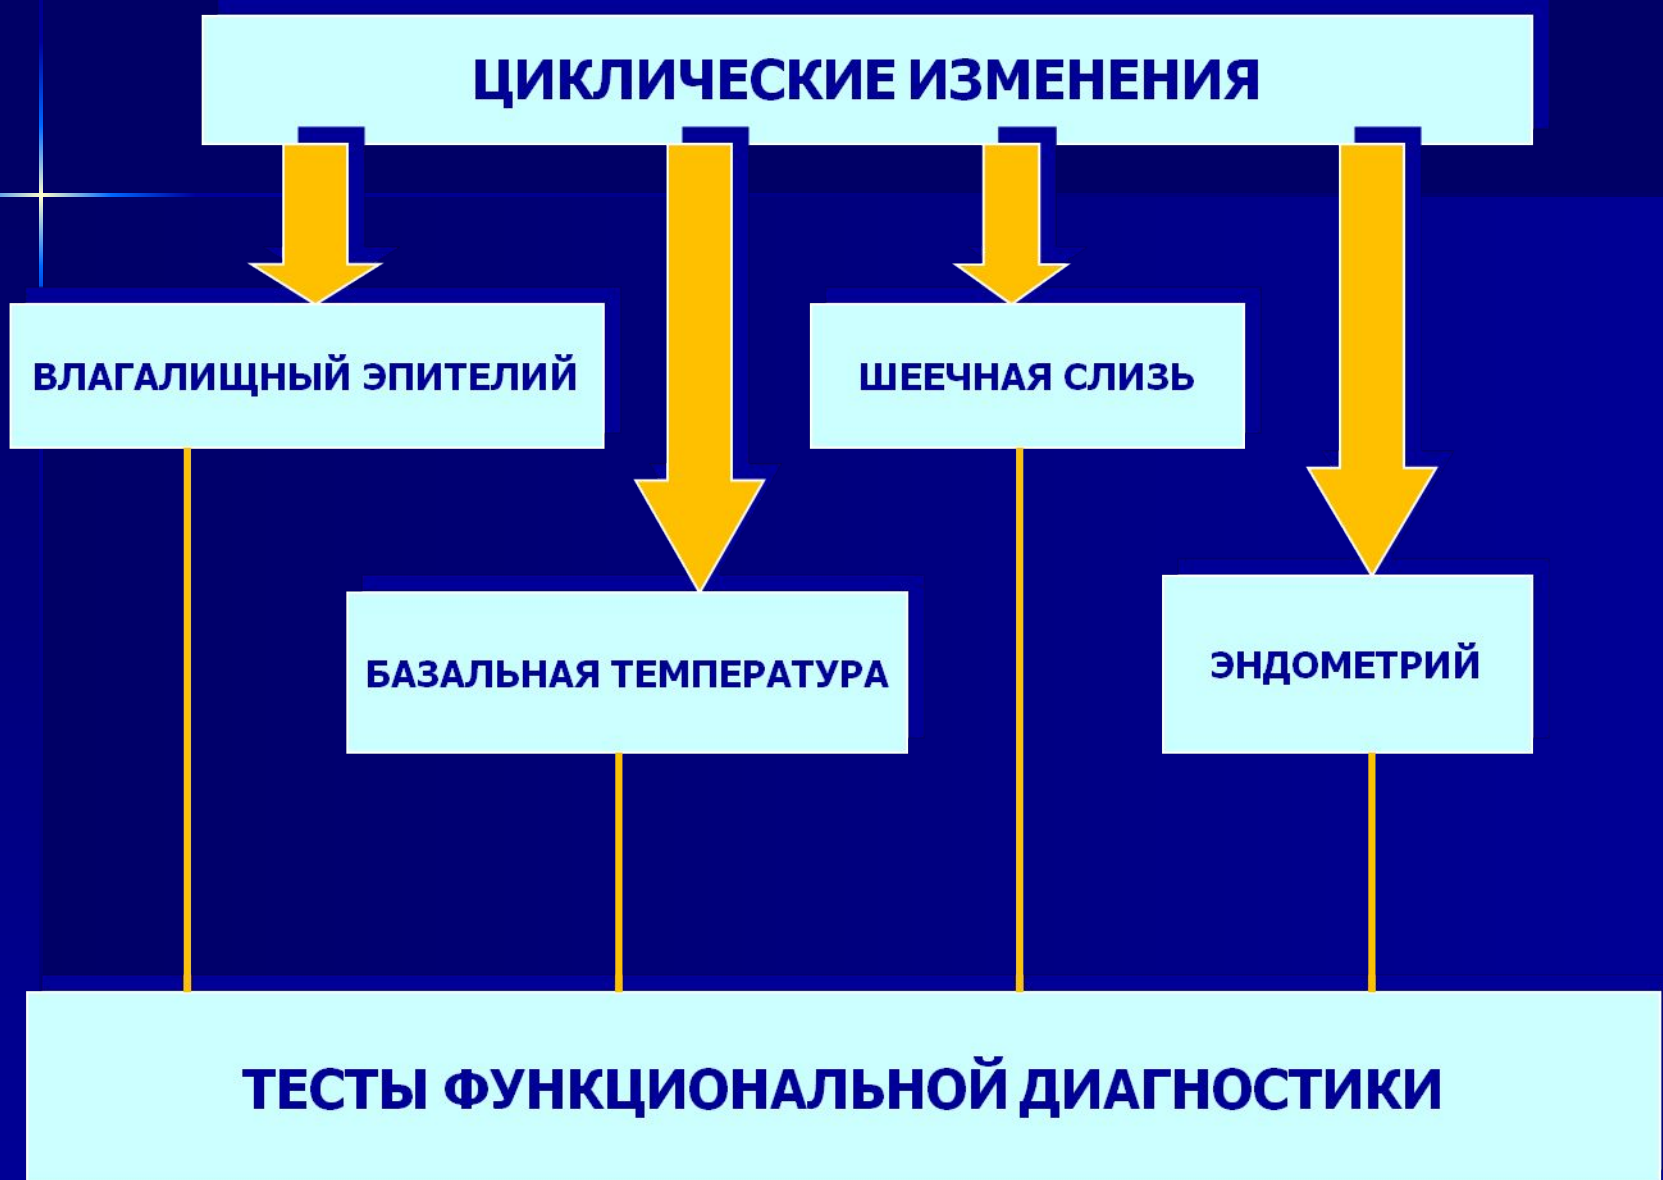 ЦИКЛИЧЕСКИЕ ИЗМЕНЕНИЯ
ВЛАГАЛИЩНЫЙ ЭПИТЕЛИЙ
ШЕЕЧНАЯ СЛИЗЬ
БАЗАЛЬНАЯ ТЕМПЕРАТУРА
ЭНДОМЕТРИЙ
ТЕСТЫ ФУНКЦИОНАЛЬНОЙ ДИАГНОСТИКИ